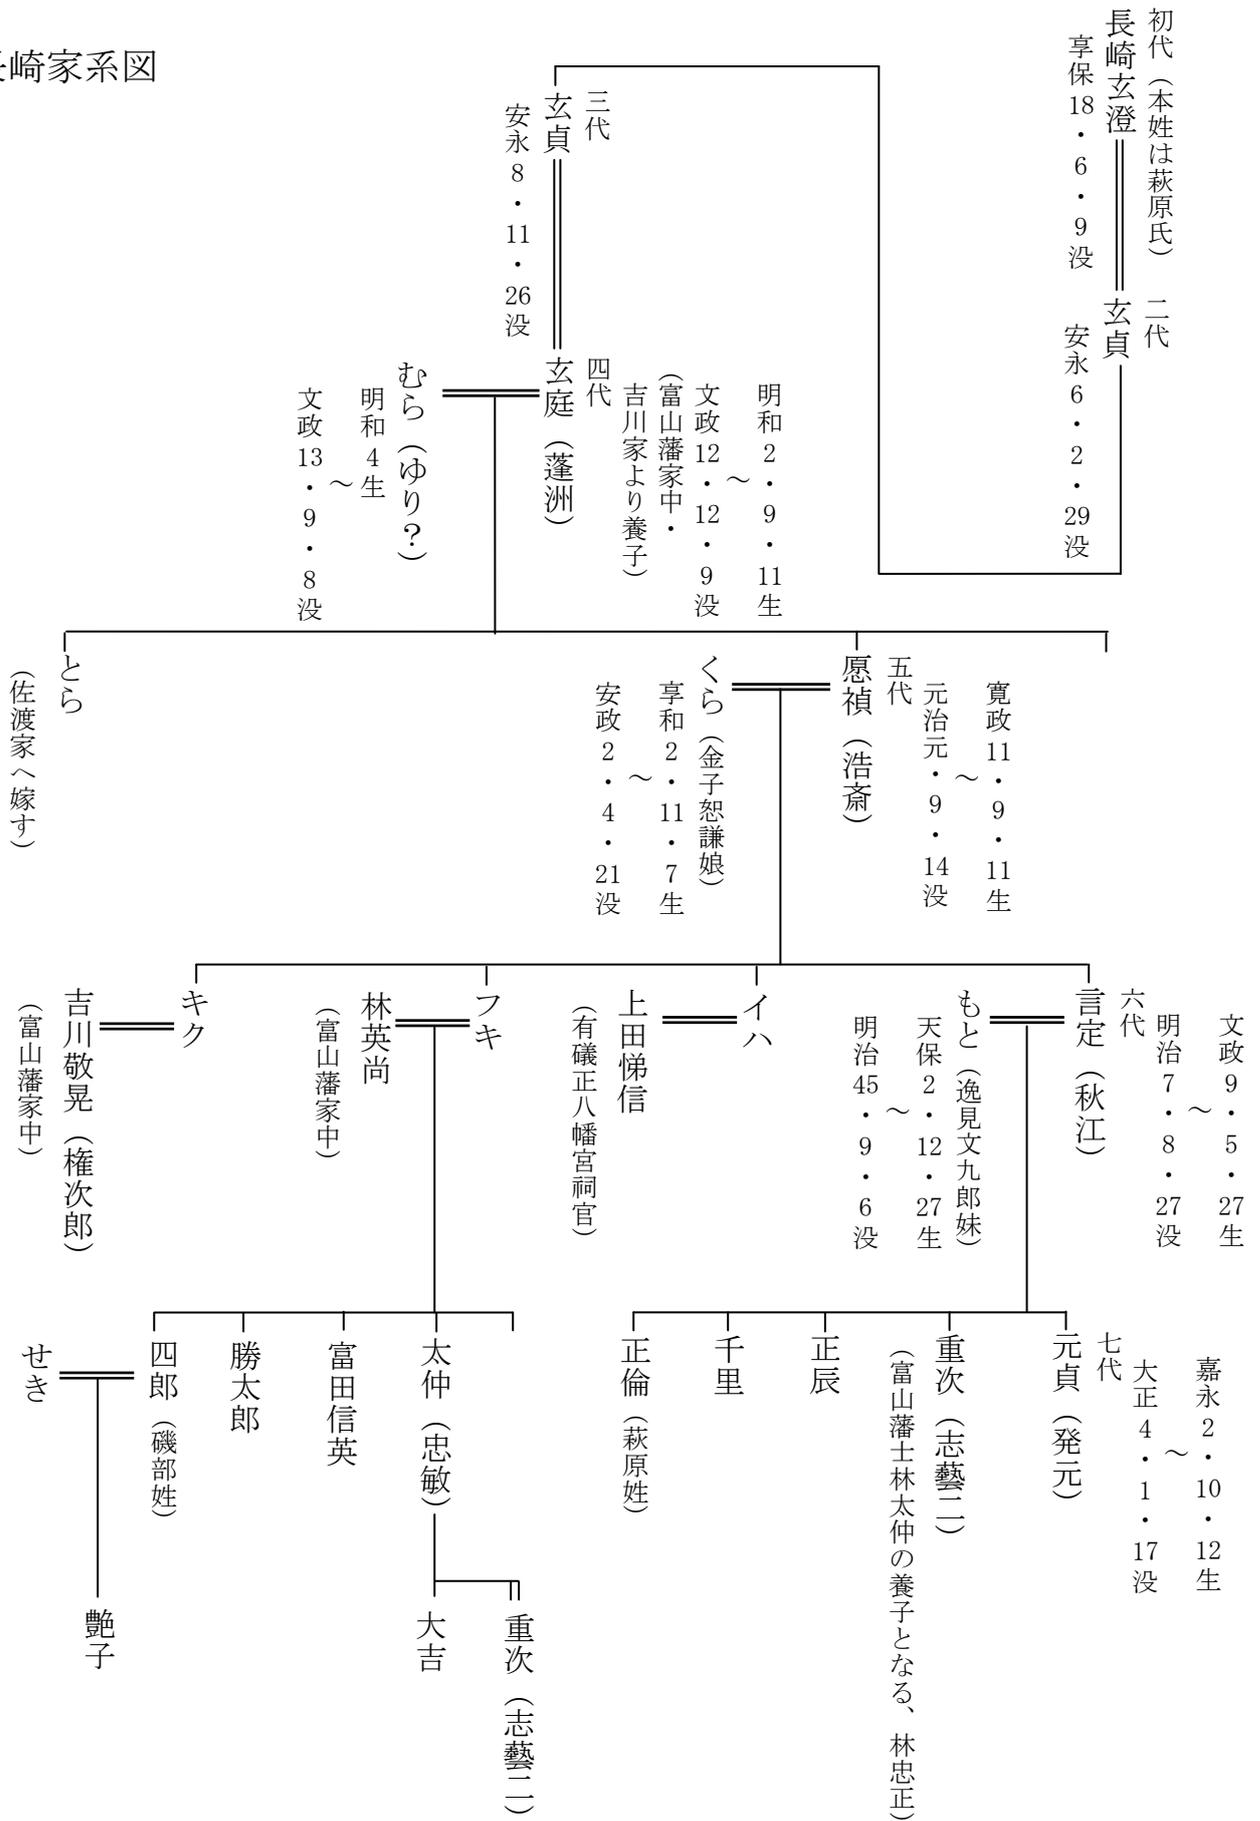 崎家系図
初代（本姓は萩原氏）
長崎玄澄
享保18・6・9没
二代
玄貞
安永6・2・29没
三代
玄貞
安永8・11・26没
四代
玄庭（蓬洲）
明和2・9・11生
～
文政12・12・9没
（富山藩家中・
吉川家より養子）
むら（ゆり？）
明和4生
～
文政13・9・8没
五代
愿禎（浩斎）
寛政11・9・11生
～
元治元・9・14没
くら（金子恕謙娘）
享和2・11・7生
～
安政2・4・21没
とら
（佐渡家へ嫁す）
六代
言定（秋江）
文政9・5・27生
～
明治7・8・27没
もと（逸見文九郎妹）
天保2・12・27生
～
明治45・9・6没
イハ
上田悌信
（有磯正八幡宮祠官）
フキ
林英尚
（富山藩家中）
キク
吉川敬晃（権次郎）
（富山藩家中）
七代
元貞（発元）
嘉永2・10・12生
～
大正4・1・17没
重次（志藝二）
（富山藩士林太仲の養子となる、林忠正）
正辰
千里
正倫（萩原姓）
太仲（忠敏）
富田信英
勝太郎
四郎（磯部姓）
せき
重次（志藝二）
大吉
艶子